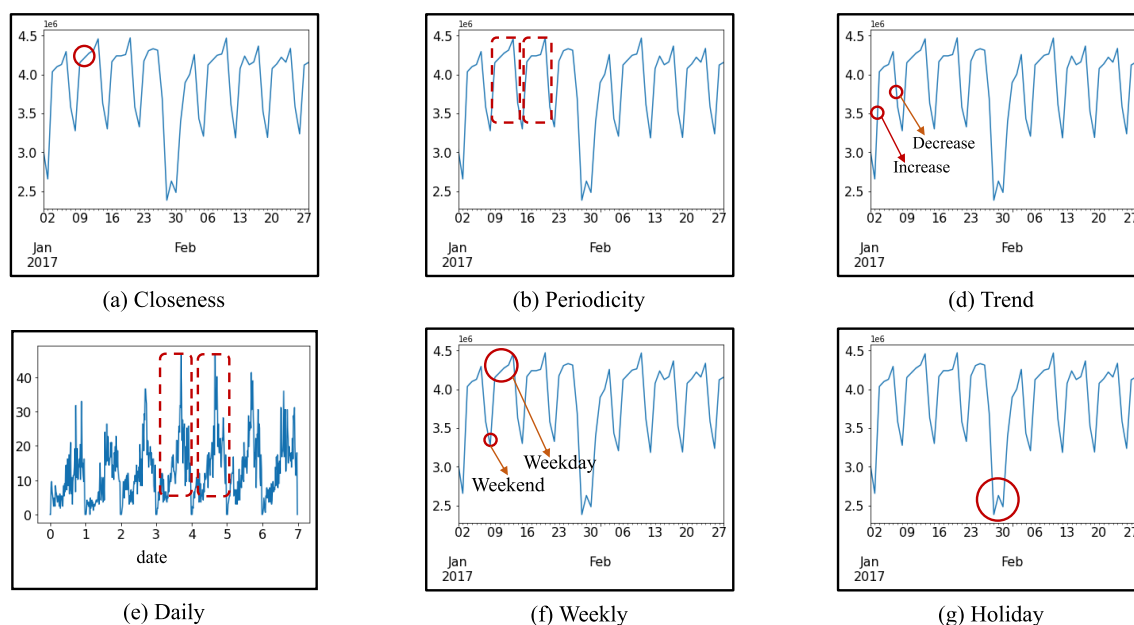 1e6
4.5
4.0
3.5
3.0
2.5
02 09 16 23 30 06 13 20 27
Jan Feb
2017
(a) Closeness
1e6
4.5
4.0
3.5
3.0
2.5
02 09 16 23 30 06 13 20 27
Jan Feb
2017
(b) Periodicity
1e6
4.5
4.0
3.5
Decrease
3.0
Increase
2.5
02 09 16 23 30 06 13 20 27
Jan Feb
2017
(d) Trend
40
30
20
10
0
0 1 2 3 4 5 6 7
date
(e) Daily
1e6
4.5
4.0
3.5
Weekday
3.0
Weekend
2.5
02 09 16 23 30 06 13 20 27
Jan Feb
2017
(f) Weekly
1e6
4.5
4.0
3.5
3.0
2.5
02 09 16 23 30 06 13 20 27
Jan Feb
2017
(g) Holiday